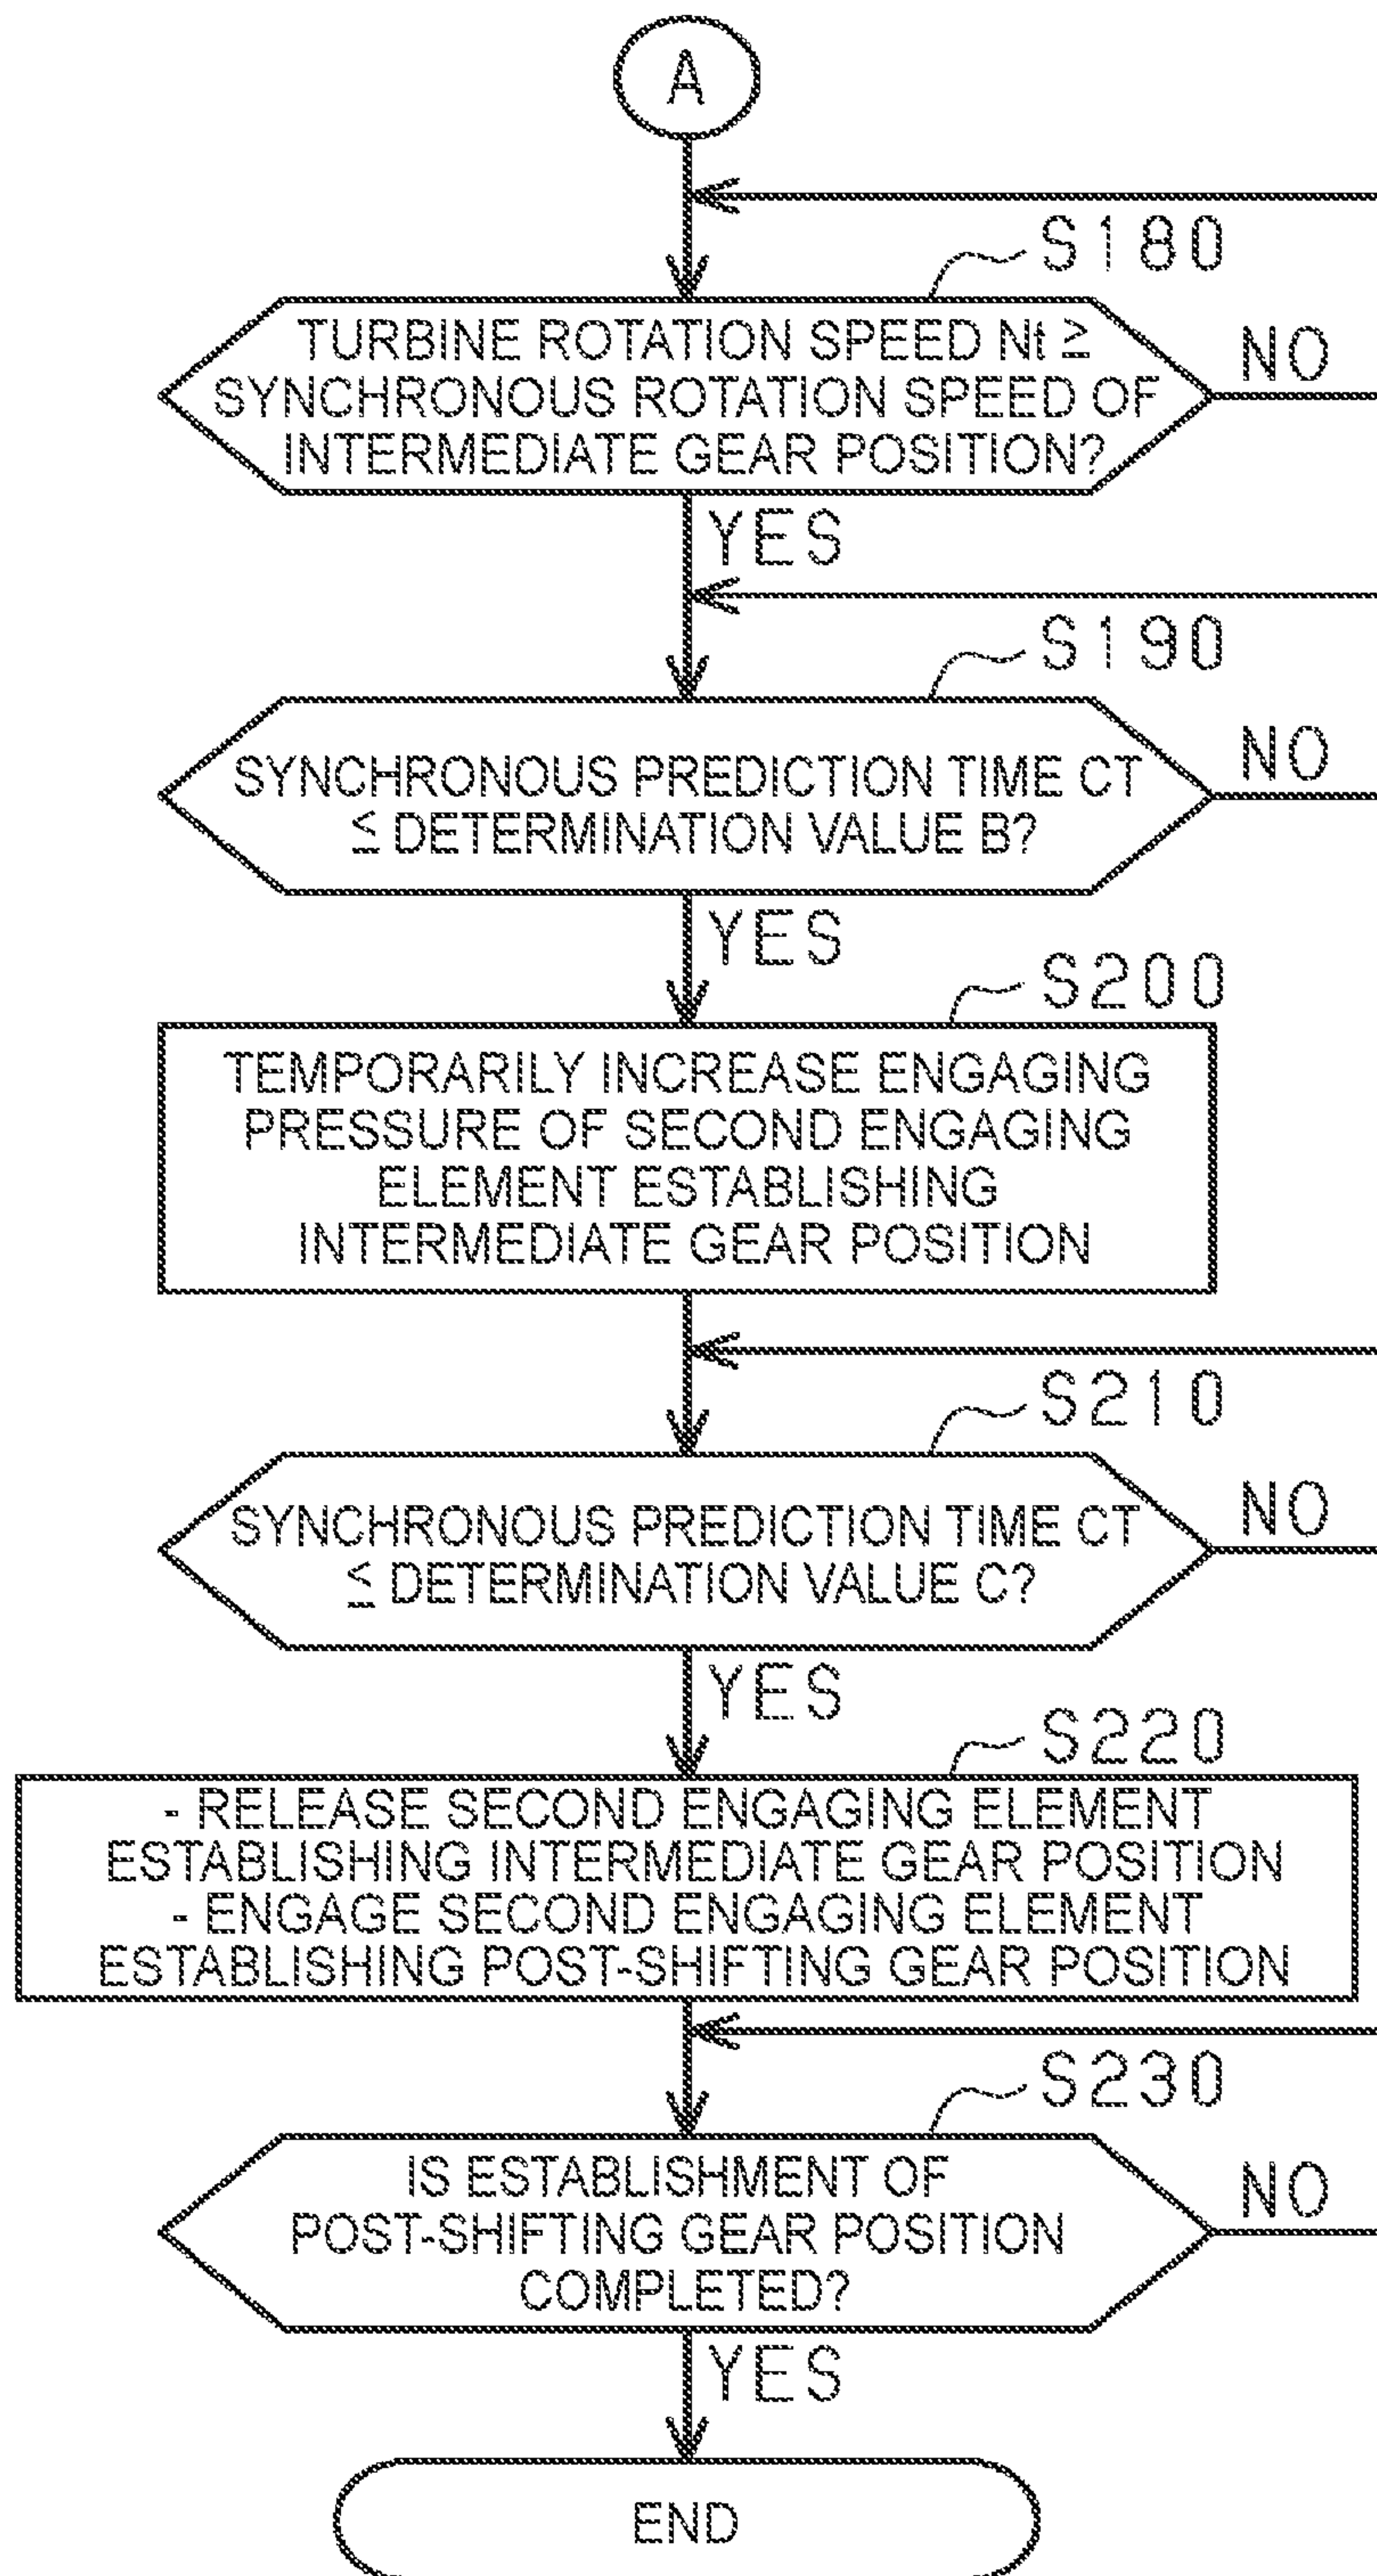 A
S180
TURBINE ROTATION SPEED Nt ≥
SYNCHRONOUS ROTATION SPEED OF
INTERMEDIATE GEAR POSITION?
NO
YES
S190
SYNCHRONOUS PREDICTION TIME CT
≤ DETERMINATION VALUE B?
NO
YES
S200
TEMPORARILY INCREASE ENGAGING
PRESSURE OF SECOND ENGAGING
ELEMENT ESTABLISHING
INTERMEDIATE GEAR POSITION
S210
SYNCHRONOUS PREDICTION TIME CT
≤ DETERMINATION VALUE C?
NO
YES
S220
- RELEASE SECOND ENGAGING ELEMENT
ESTABLISHING INTERMEDIATE GEAR POSITION
- ENGAGE SECOND ENGAGING ELEMENT
ESTABLISHING POST-SHIFTING GEAR POSITION
S230
IS ESTABLISHMENT OF
POST-SHIFTING GEAR POSITION
COMPLETED?
NO
YES
END